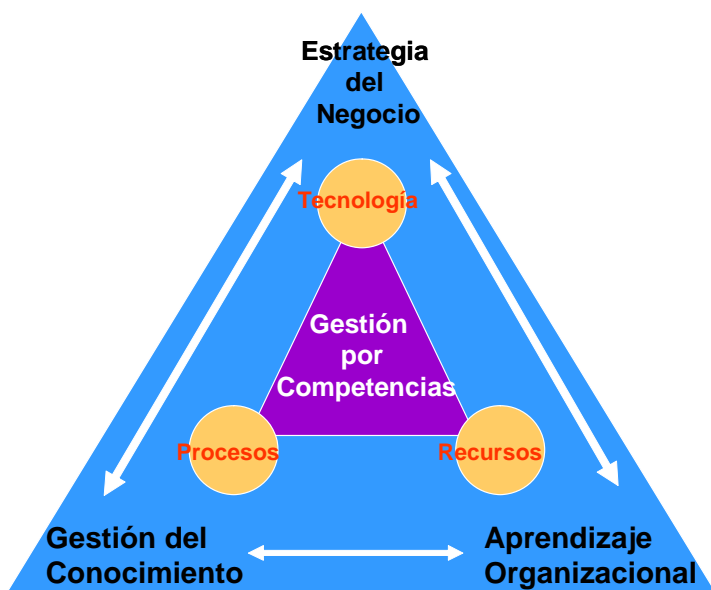 Estrategia
del
Negocio
Tecnología
Gestión
por
Competencias
Procesos
Recursos
Gestión del
Conocimiento
Aprendizaje
Organizacional